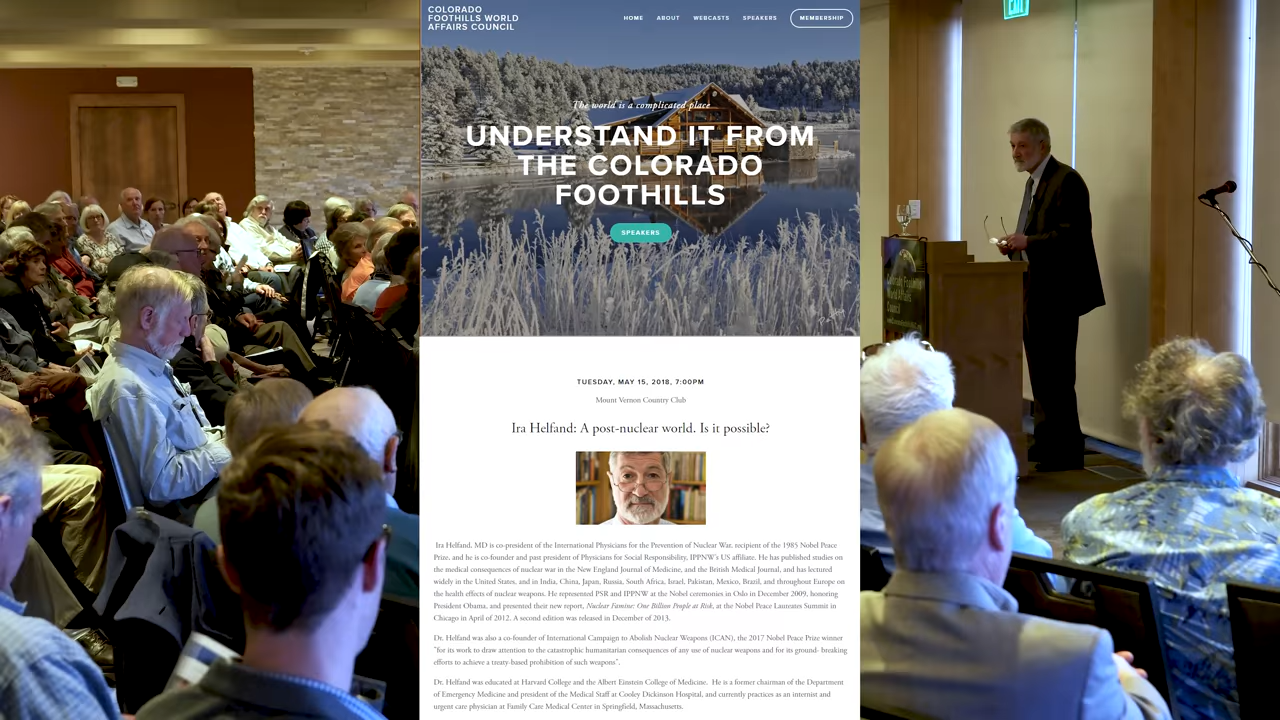 COLORADO
FOOTHILLS WORLD
AFFAIRS COUNCIL
HOME ABOUT WEBCASTS SPEAKERS MEMBERSHIP
The world is a complicated place
UNDERSTAND IT FROM
THE COLORADO
FOOTHILLS
SPEAKERS
TUESDAY, MAY 15, 2018, 7:00PM
Mount Vernon Country Club
Ira Helfand: A post-nuclear world. Is it possible?
Ira Helfand, MD is co-president of the International Physicians for the Prevention of Nuclear War, recipient of the 1985 Nobel Peace
Prize, and he is co-founder and past president of Physicians for Social Responsibility, IPPNW's US affiliate. He has published studies on
the medical consequences of nuclear war in the New England Journal of Medicine, and the British Medical Journal, and has lectured
widely in the United States, and in India, China, Japan, Russia, South Africa, Israel, Pakistan, Mexico, Brazil, and throughout Europe on
the health effects of nuclear weapons. He represented PSR and IPPNW at the Nobel ceremonies in Oslo in December 2009, honoring
President Obama, and presented their new report, Nuclear Famine: One Billion People at Risk, at the Nobel Peace Laureates Summit in
Chicago in April of 2012. A second edition was released in December of 2013.
Dr. Helfand was also a co-founder of International Campaign to Abolish Nuclear Weapons (ICAN), the 2017 Nobel Peace Prize winner
"for its work to draw attention to the catastrophic humanitarian consequences of any use of nuclear weapons and for its ground- breaking
efforts to achieve a treaty-based prohibition of such weapons".
Dr. Helfand was educated at Harvard College and the Albert Einstein College of Medicine. He is a former chairman of the Department
of Emergency Medicine and president of the Medical Staff at Cooley Dickinson Hospital, and currently practices as an internist and
urgent care physician at Family Care Medical Center in Springfield, Massachusetts.
EXIT
Colorado Foothills
World Affairs
Council